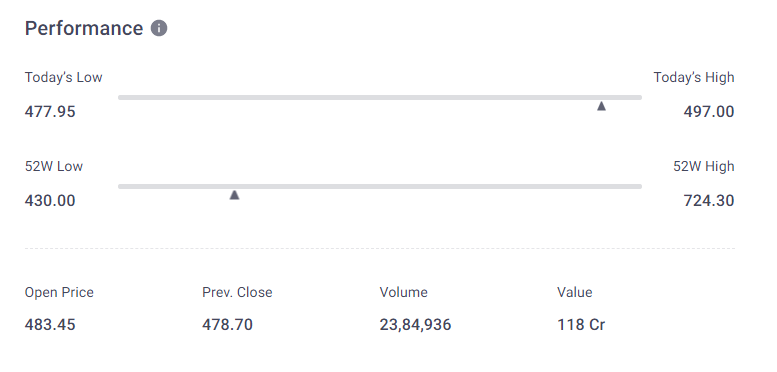 Performance
Today’s Low Today’s High
477.95 497.00
52W Low 52W High
430.00 724.30
Open Price Prev. Close Volume Value
483.45 478.70 23,84,936 118 Cr